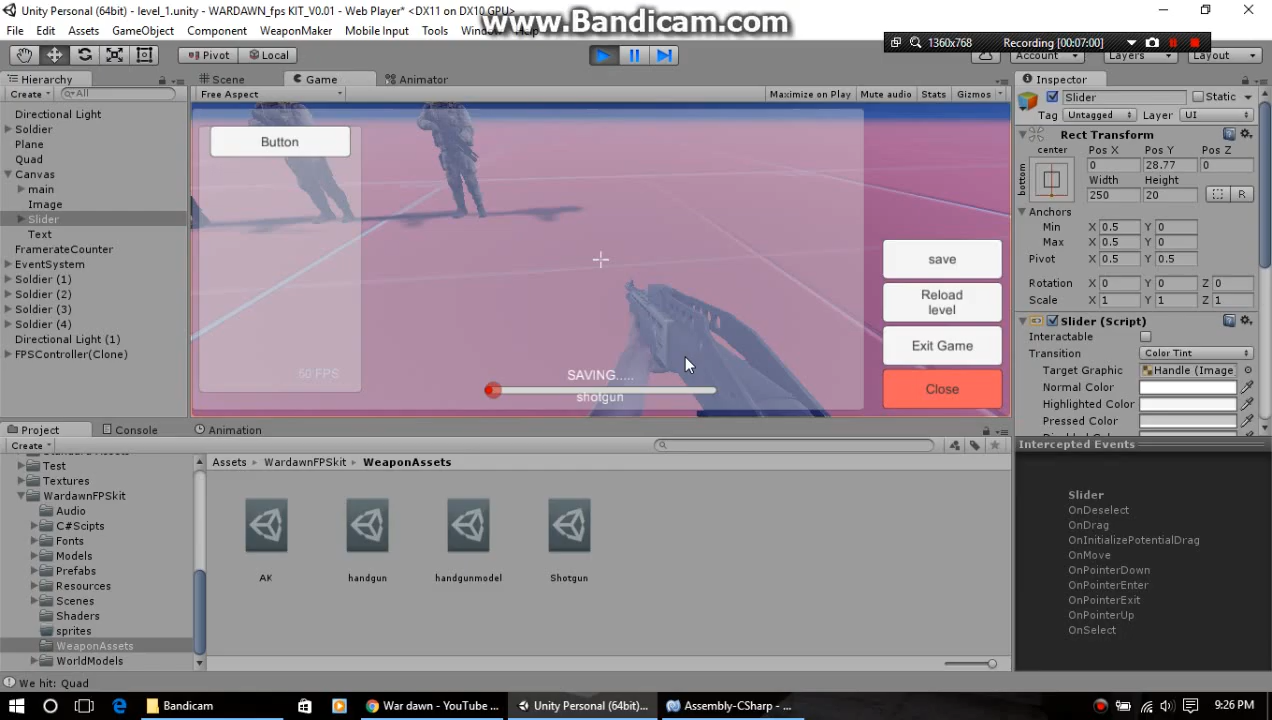 Unity Personal (64bit) - level_1.unity - WARDAWN_fps KIT_V0.01 - Web Player* <DX11 on DX10 GPU>
www.Bandicam.com
File Edit Assets GameObject Component WeaponMaker Mobile Input Tools Window Help
1360x768 Recording [00:07:00]
Pivot Local Account Layers Layout
Hierarchy Scene Game Animator Inspector
Create All
Free Aspect Maximize on Play Mute audio Stats Gizmos
Slider Static
Tag Untagged Layer UI
Directional Light
Soldier
Plane
Quad
Canvas
main
Image
Slider
Text
FramerateCounter
EventSystem
Soldier (1)
Soldier (2)
Soldier (3)
Soldier (4)
Directional Light (1)
FPSController(Clone)
Button
save
Reload
level
Exit Game
Close
60 FPS
SAVING.....
shotgun
Rect Transform
center Pos X Pos Y Pos Z
bottom
0 28.77 0
Width Height
250 20 R
Anchors
Min X 0.5 Y 0
Max X 0.5 Y 0
Pivot X 0.5 Y 0.5
Rotation X 0 Y 0 Z 0
Scale X 1 Y 1 Z 1
Slider (Script)
Interactable
Transition Color Tint
Target Graphic Handle (Image
Normal Color
Highlighted Color
Pressed Color
Project Console Animation
Create
Test
Textures
WardawnFPSkit
Audio
C#Scipts
Fonts
Models
Prefabs
Resources
Scenes
Shaders
sprites
WeaponAssets
WorldModels
Assets WardawnFPSkit WeaponAssets
AK handgun handgunmodel Shotgun
Intercepted Events
Slider
OnDeselect
OnDrag
OnInitializePotentialDrag
OnMove
OnPointerDown
OnPointerEnter
OnPointerExit
OnPointerUp
OnSelect
We hit: Quad
Bandicam War dawn - YouTube ... Unity Personal (64bit)... Assembly-CSharp - ... 9:26 PM